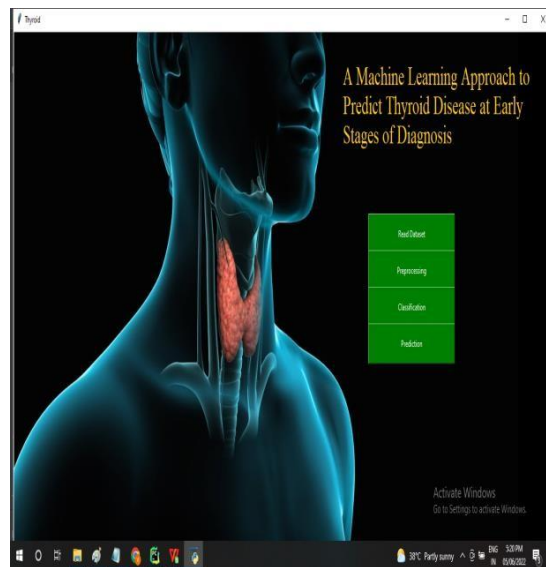 Thyroid
A Machine Learning Approach to
Predict Thyroid Disease at Early
Stages of Diagnosis
Read Dataset
Preprocessing
Classification
Prediction
Activate Windows
Go to Settings to activate Windows.
38°C Partly sunny
ENG
IN
5:20 PM
05/06/2022